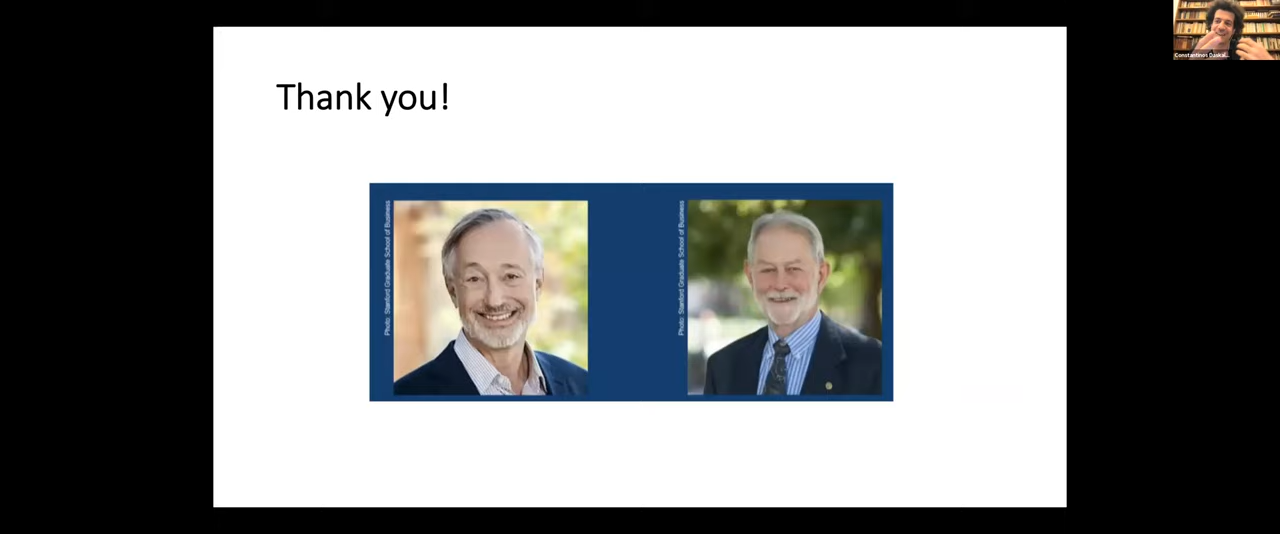 Thank you!
Photo: Stanford Graduate School of Business
Photo: Stanford Graduate School of Business
Constantinos Daskal...